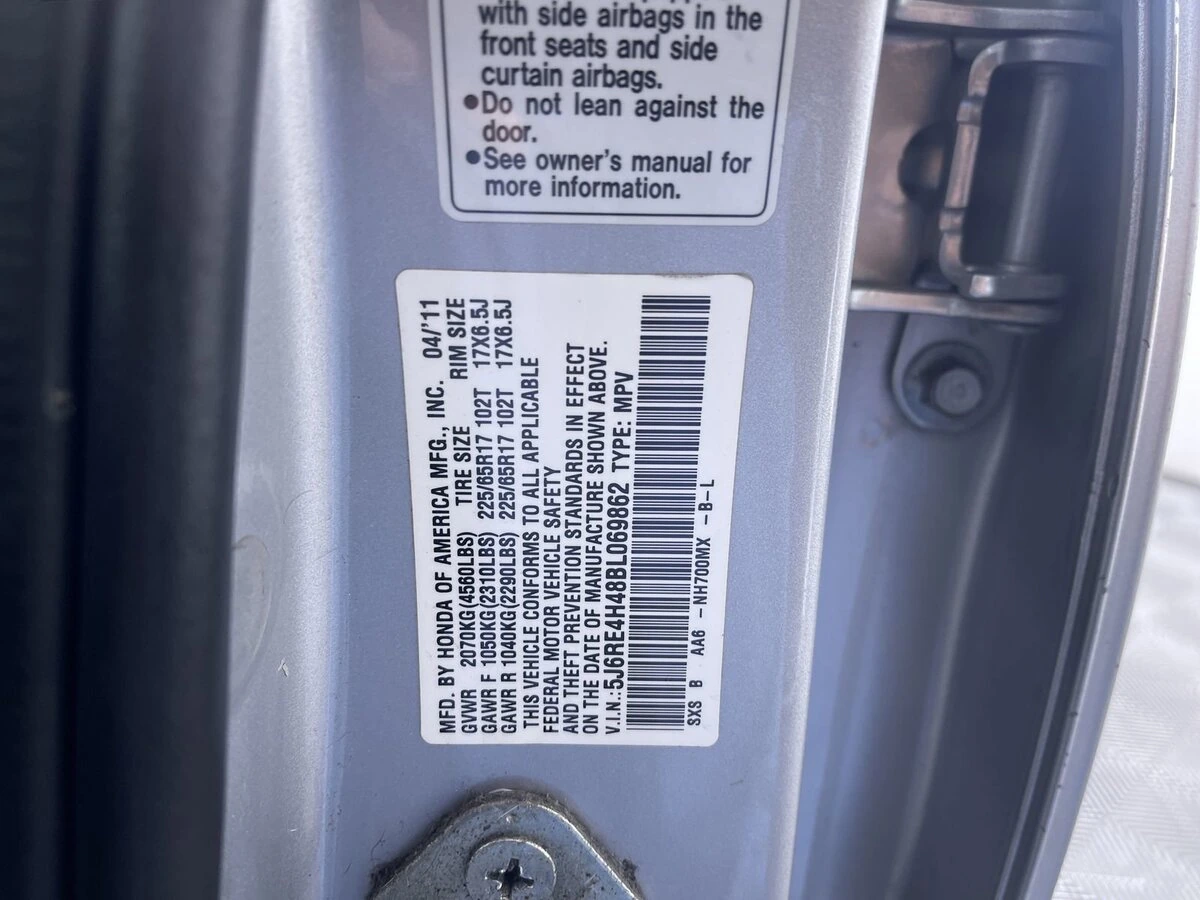 with side airbags in the
front seats and side
curtain airbags.
●Do not lean against the
door.
●See owner's manual for
more information.
MFD. BY HONDA OF AMERICA MFG., INC. 04/'11
GVWR 2070KG(4560LBS) TIRE SIZE RIM SIZE
GAWR F 1050KG(2310LBS) 225/65R17 102T 17X6.5J
GAWR R 1040KG(2290LBS) 225/65R17 102T 17X6.5J
THIS VEHICLE CONFORMS TO ALL APPLICABLE
FEDERAL MOTOR VEHICLE SAFETY
AND THEFT PREVENTION STANDARDS IN EFFECT
ON THE DATE OF MANUFACTURE SHOWN ABOVE.
V.I.N.:5J6RE4H48BL069862 TYPE: MPV
SXS B AA6 -NH700MX -B-L